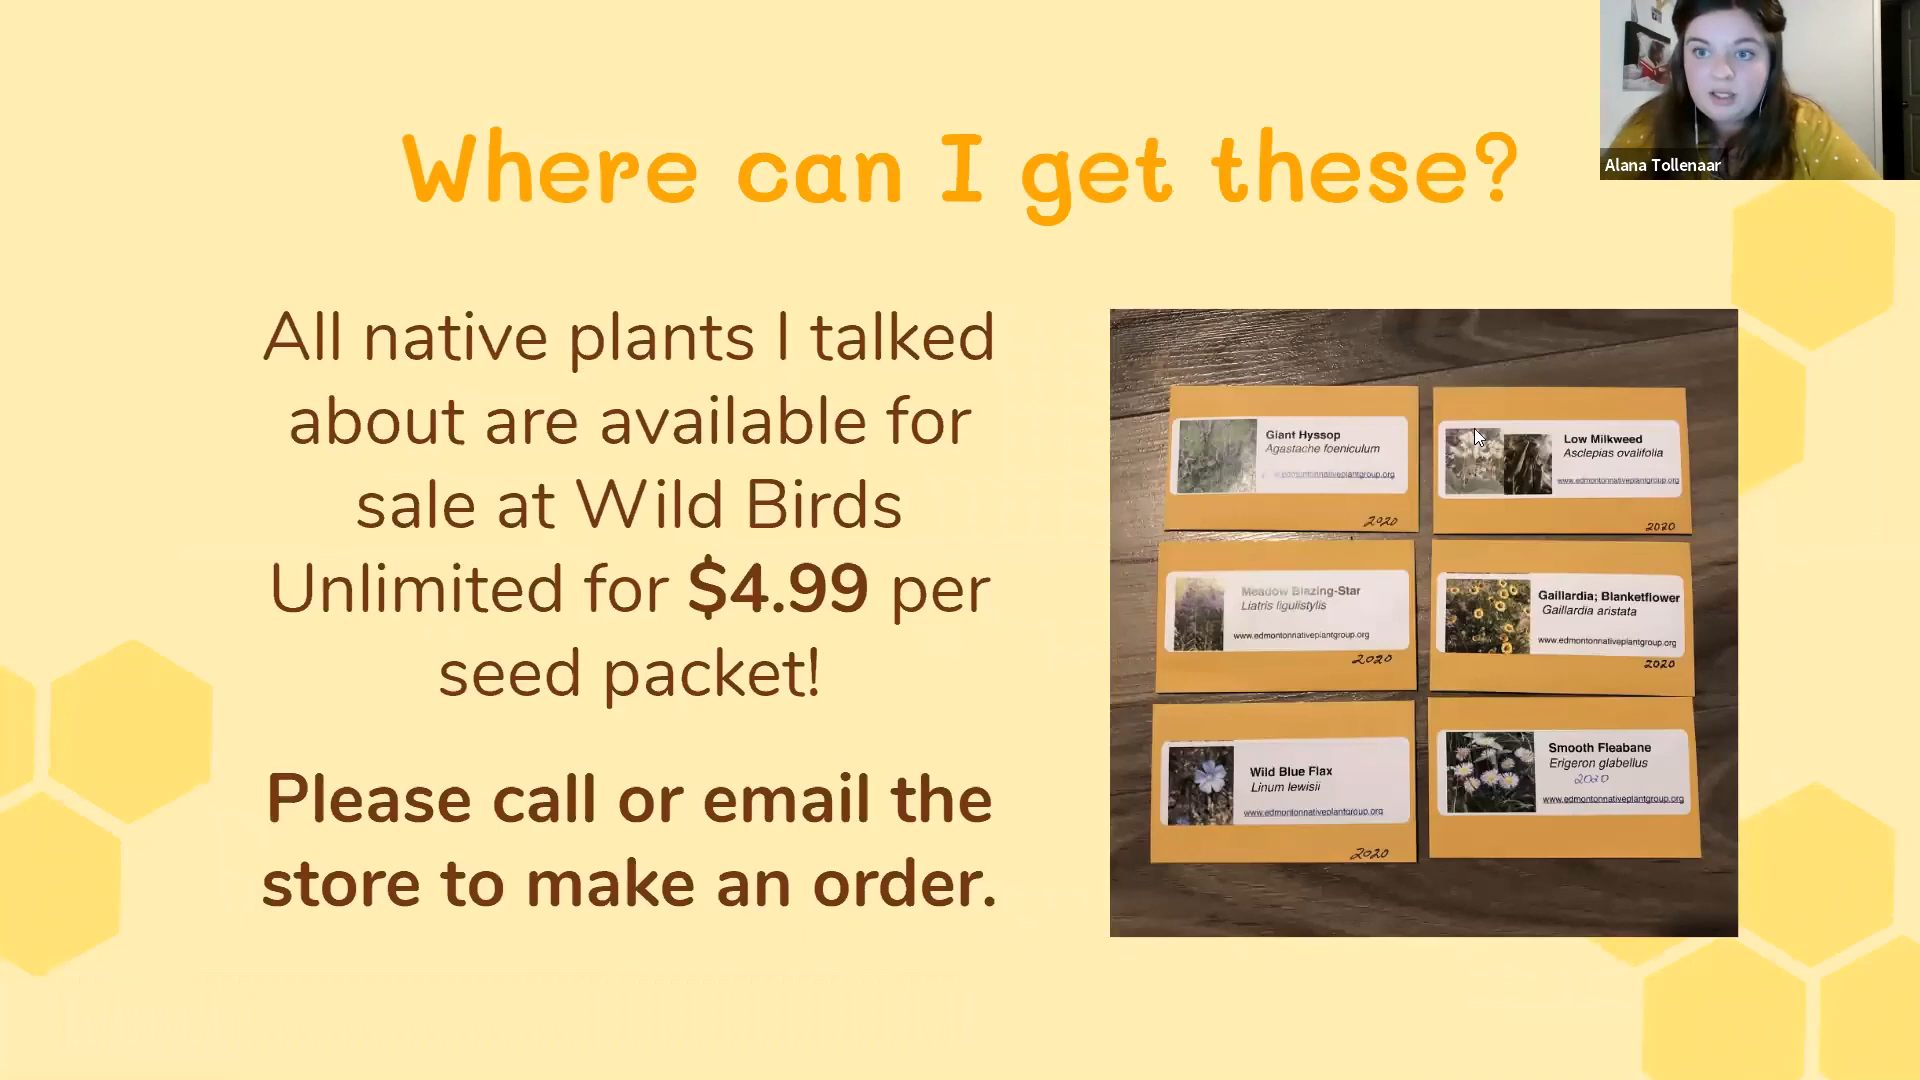 Where can I get these?
Alana Tollenaar
All native plants I talked
about are available for
sale at Wild Birds
Unlimited for $4.99 per
seed packet!
Please call or email the
store to make an order.
Giant Hyssop
Agastache foeniculum
.edmontonnativeplantgroup.org
2020
Low Milkweed
Asclepias ovalifolia
www.edmontonnativeplantgroup.org
2020
Meadow Blazing-Star
Liatris ligulistylis
www.edmontonnativeplantgroup.org
2020
Gaillardia; Blanketflower
Gaillardia aristata
www.edmontonnativeplantgroup.org
2020
Wild Blue Flax
Linum lewisii
www.edmontonnativeplantgroup.org
2020
Smooth Fleabane
Erigeron glabellus
2020
www.edmontonnativeplantgroup.org